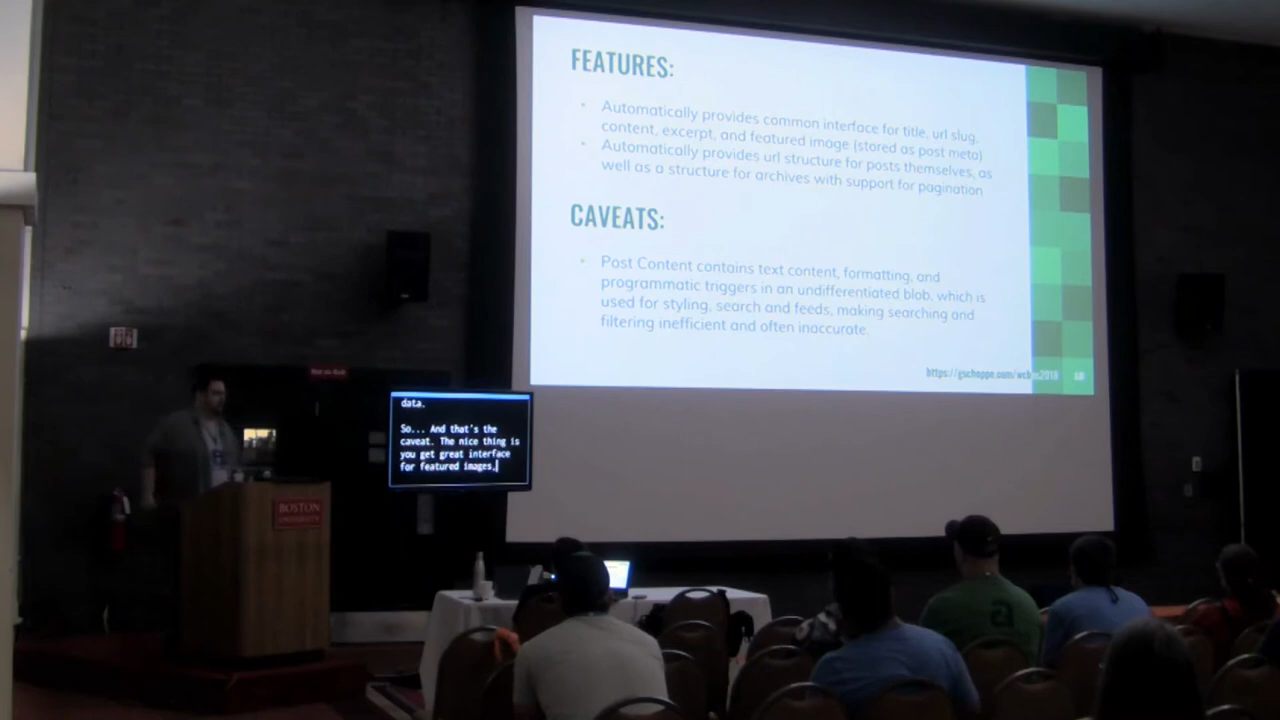 FEATURES:
• Automatically provides common interface for title, url slug,
content, excerpt, and featured image (stored as post meta)
• Automatically provides url structure for posts themselves, as
well as a structure for archives with support for pagination
CAVEATS:
• Post Content contains text content, formatting, and
programmatic triggers in an undifferentiated blob, which is
used for styling, search and feeds, making searching and
filtering inefficient and often inaccurate.
https://gschoppe.com/wcbos2018
data.
So... And that's the
caveat. The nice thing is
you get great interface
for featured images,
BOSTON
UNIVERSITY